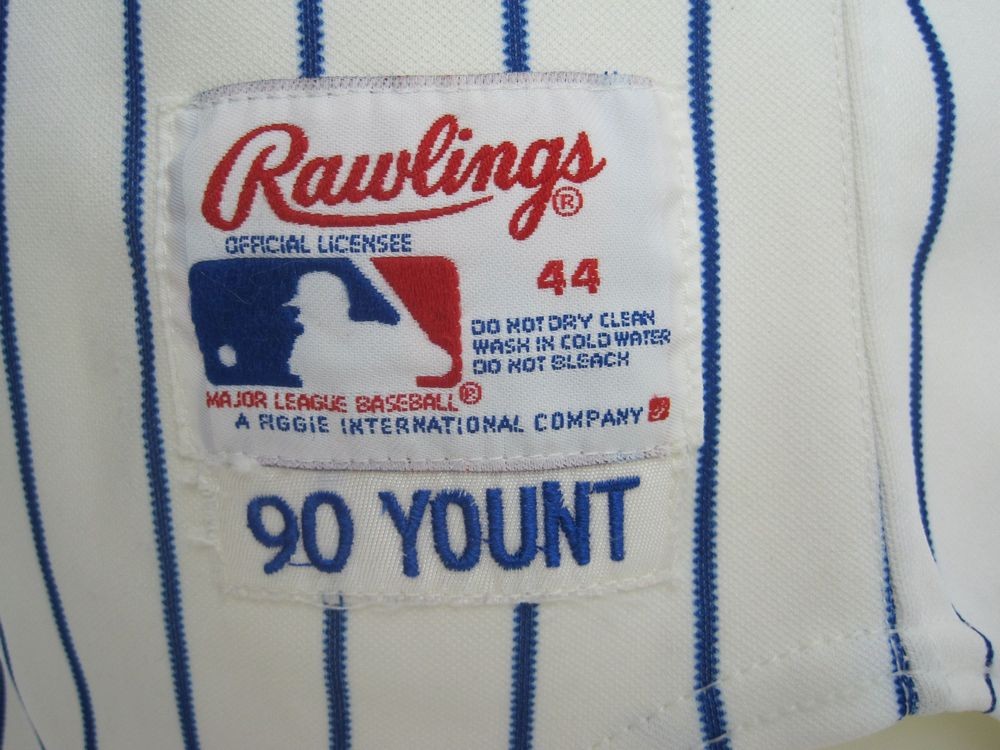 Rawlings®
OFFICIAL LICENSEE
44
DO NOT DRY CLEAN
WASH IN COLD WATER
DO NOT BLEACH
MAJOR LEAGUE BASEBALL®
A FIGGIE INTERNATIONAL COMPANY
90 YOUNT